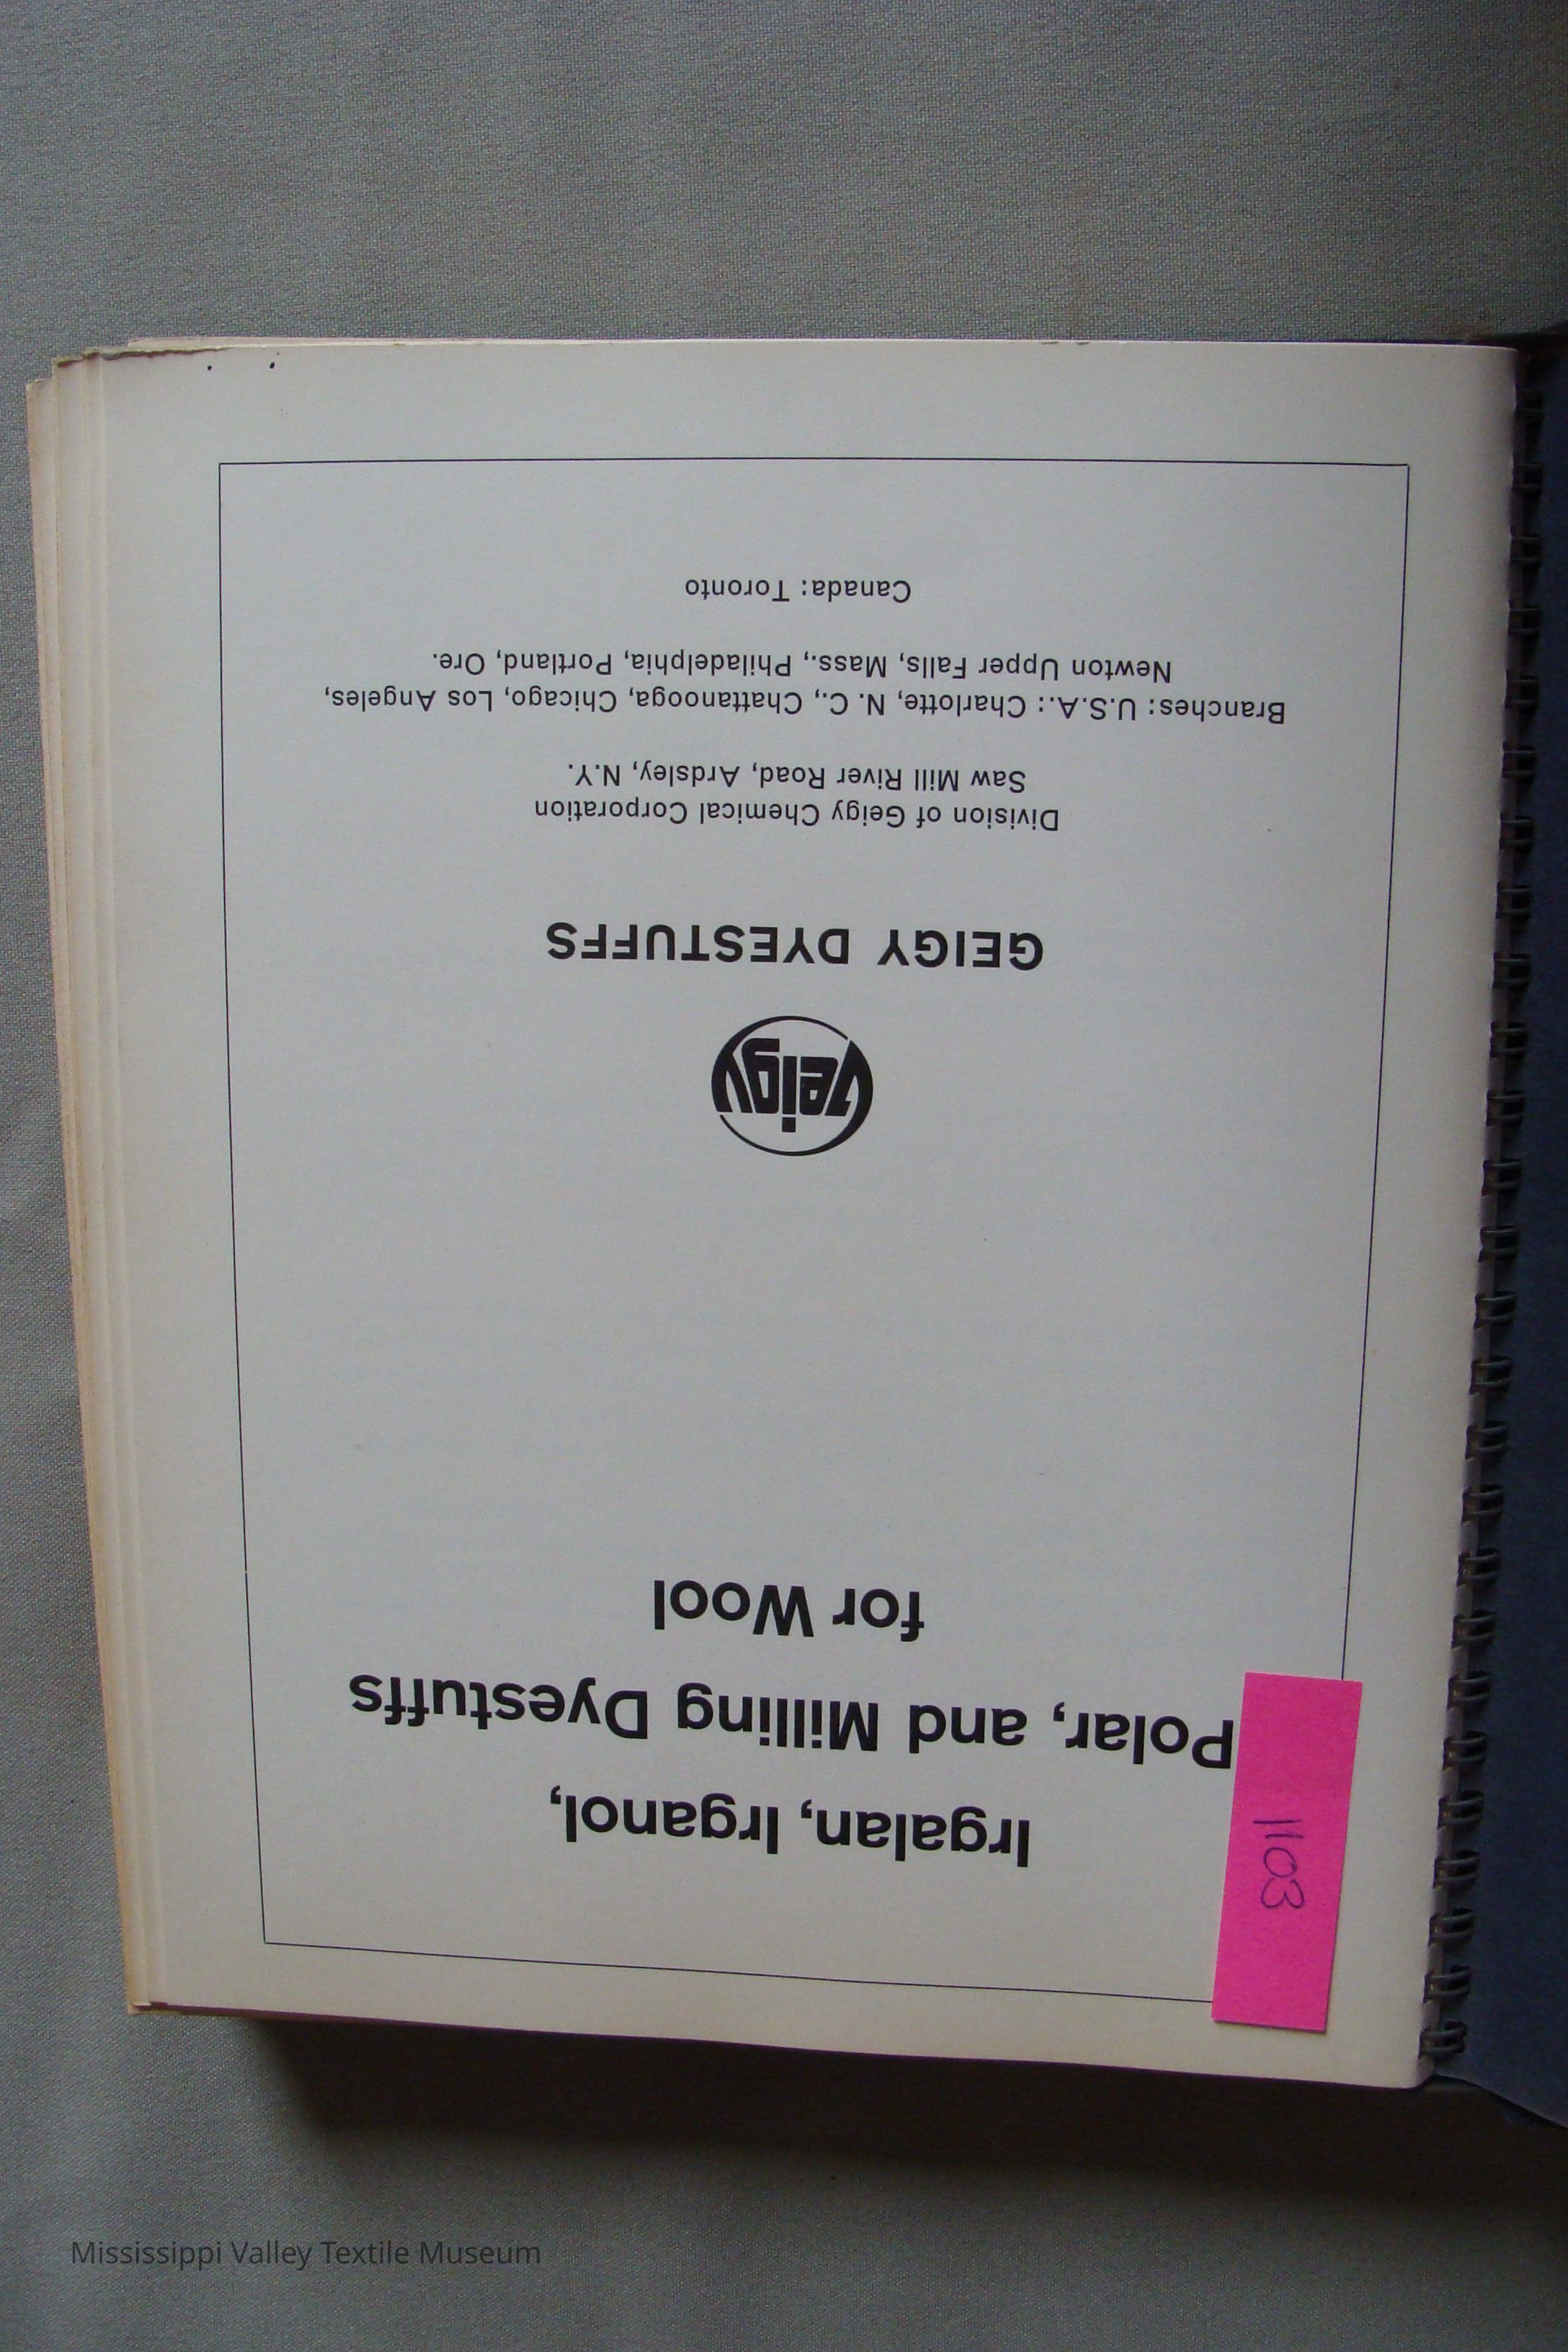 Irgalan, Irganol,
Polar, and Milling Dyestuffs
for Wool
Geigy
GEIGY DYESTUFFS
Division of Geigy Chemical Corporation
Saw Mill River Road, Ardsley, N.Y.
Branches: U.S.A.: Charlotte, N. C., Chattanooga, Chicago, Los Angeles,
Newton Upper Falls, Mass., Philadelphia, Portland, Ore.
Canada: Toronto
1103
Mississippi Valley Textile Museum